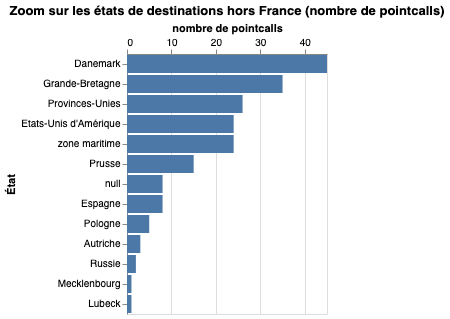 Zoom sur les états de destinations hors France (nombre de pointcalls)
nombre de pointcalls
0 10 20 30 40
Danemark
Grande-Bretagne
Provinces-Unies
Etats-Unis d'Amérique
zone maritime
Prusse
null
Espagne
Pologne
Autriche
Russie
Mecklenbourg
Lubeck
État